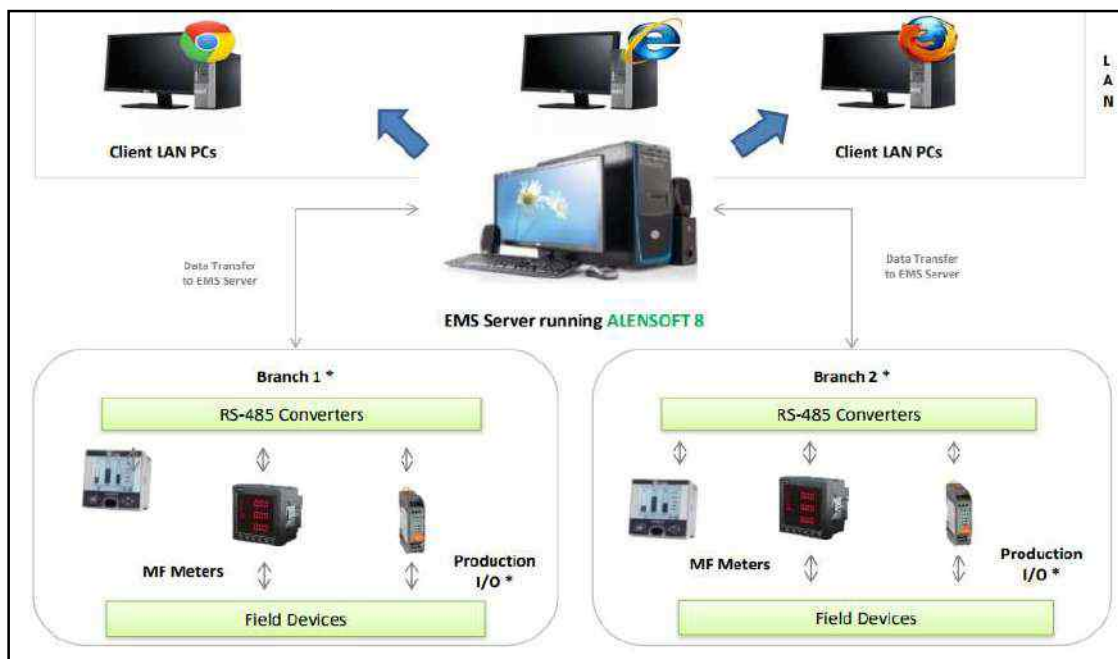 L
A
N
Client LAN PCs
Client LAN PCs
Data Transfer
to EMS Server
Data Transfer
to EMS Server
EMS Server running ALENSOFT 8
Branch 1 *
RS-485 Converters
MF Meters
Production
I/O *
Field Devices
Branch 2 *
RS-485 Converters
MF Meters
Production
I/O *
Field Devices